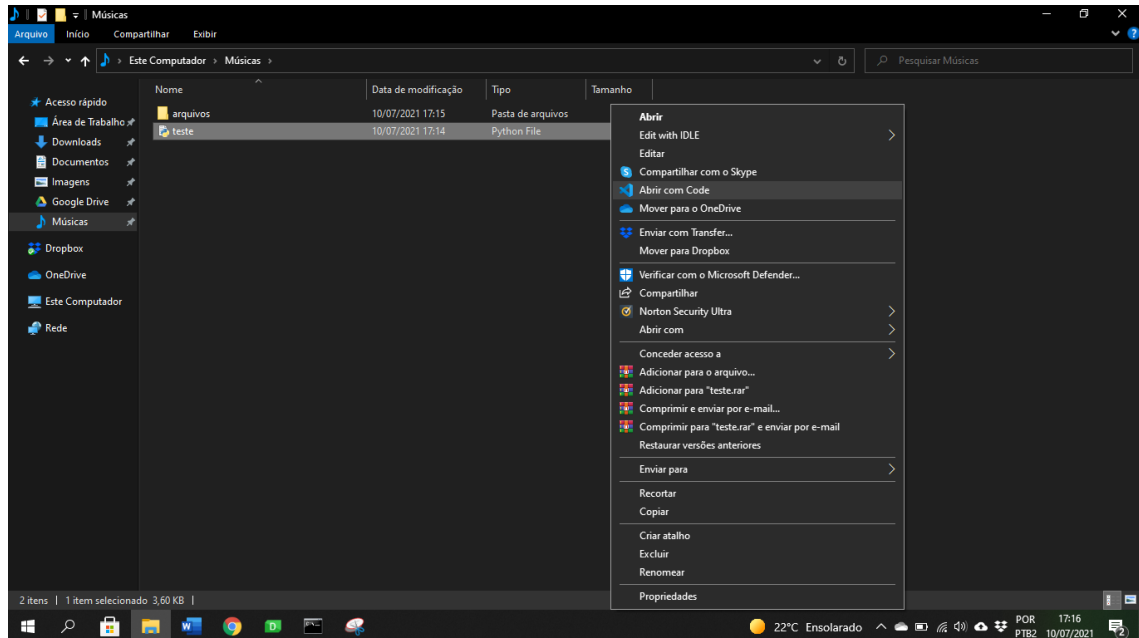 Músicas
Arquivo Início Compartilhar Exibir
Este Computador › Músicas ›
Pesquisar Músicas
Nome Data de modificação Tipo Tamanho
Acesso rápido
Área de Trabalho
Downloads
Documentos
Imagens
Google Drive
Músicas
Dropbox
OneDrive
Este Computador
Rede
arquivos 10/07/2021 17:15 Pasta de arquivos
teste 10/07/2021 17:14 Python File
Abrir
Edit with IDLE
Editar
Compartilhar com o Skype
Abrir com Code
Mover para o OneDrive
Enviar com Transfer...
Mover para Dropbox
Verificar com o Microsoft Defender...
Compartilhar
Norton Security Ultra
Abrir com
Conceder acesso a
Adicionar para o arquivo...
Adicionar para "teste.rar"
Comprimir e enviar por e-mail...
Comprimir para "teste.rar" e enviar por e-mail
Restaurar versões anteriores
Enviar para
Recortar
Copiar
Criar atalho
Excluir
Renomear
Propriedades
2 itens | 1 item selecionado 3,60 KB |
22°C Ensolarado
POR 17:16
PTB2 10/07/2021
2